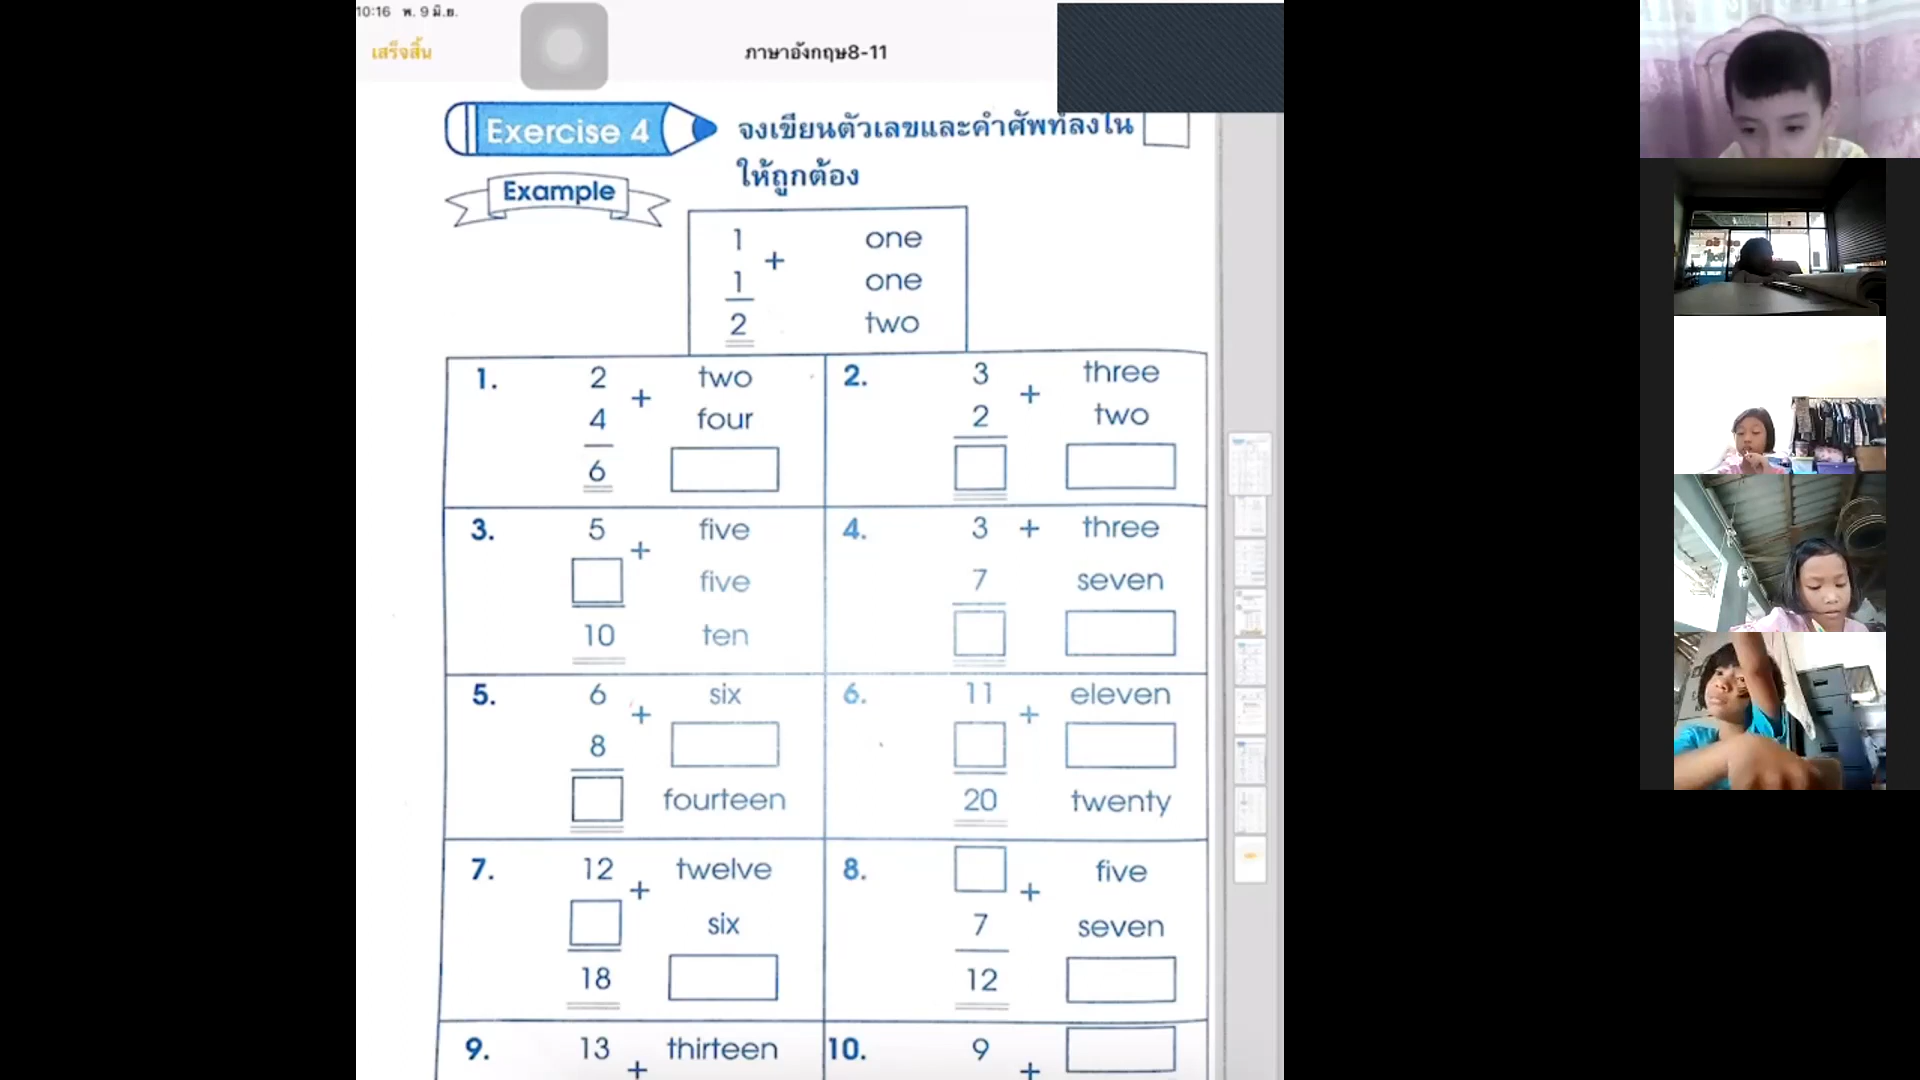 10:16 พ. 9 มิ.ย.
เสร็จสิ้น
ภาษาอังกฤษ8-11
Exercise 4
จงเขียนตัวเลขและคำศัพท์ลงใน
ให้ถูกต้อง
Example
1 + one
1 one
2 two
1. 2 + two
4 four
6
2. 3 + three
2 two
3. 5 + five
five
10 ten
4. 3 + three
7 seven
5. 6 + six
8
fourteen
6. 11 + eleven
20 twenty
7. 12 + twelve
six
18
8. + five
7 seven
12
9. 13 + thirteen
10. 9 +